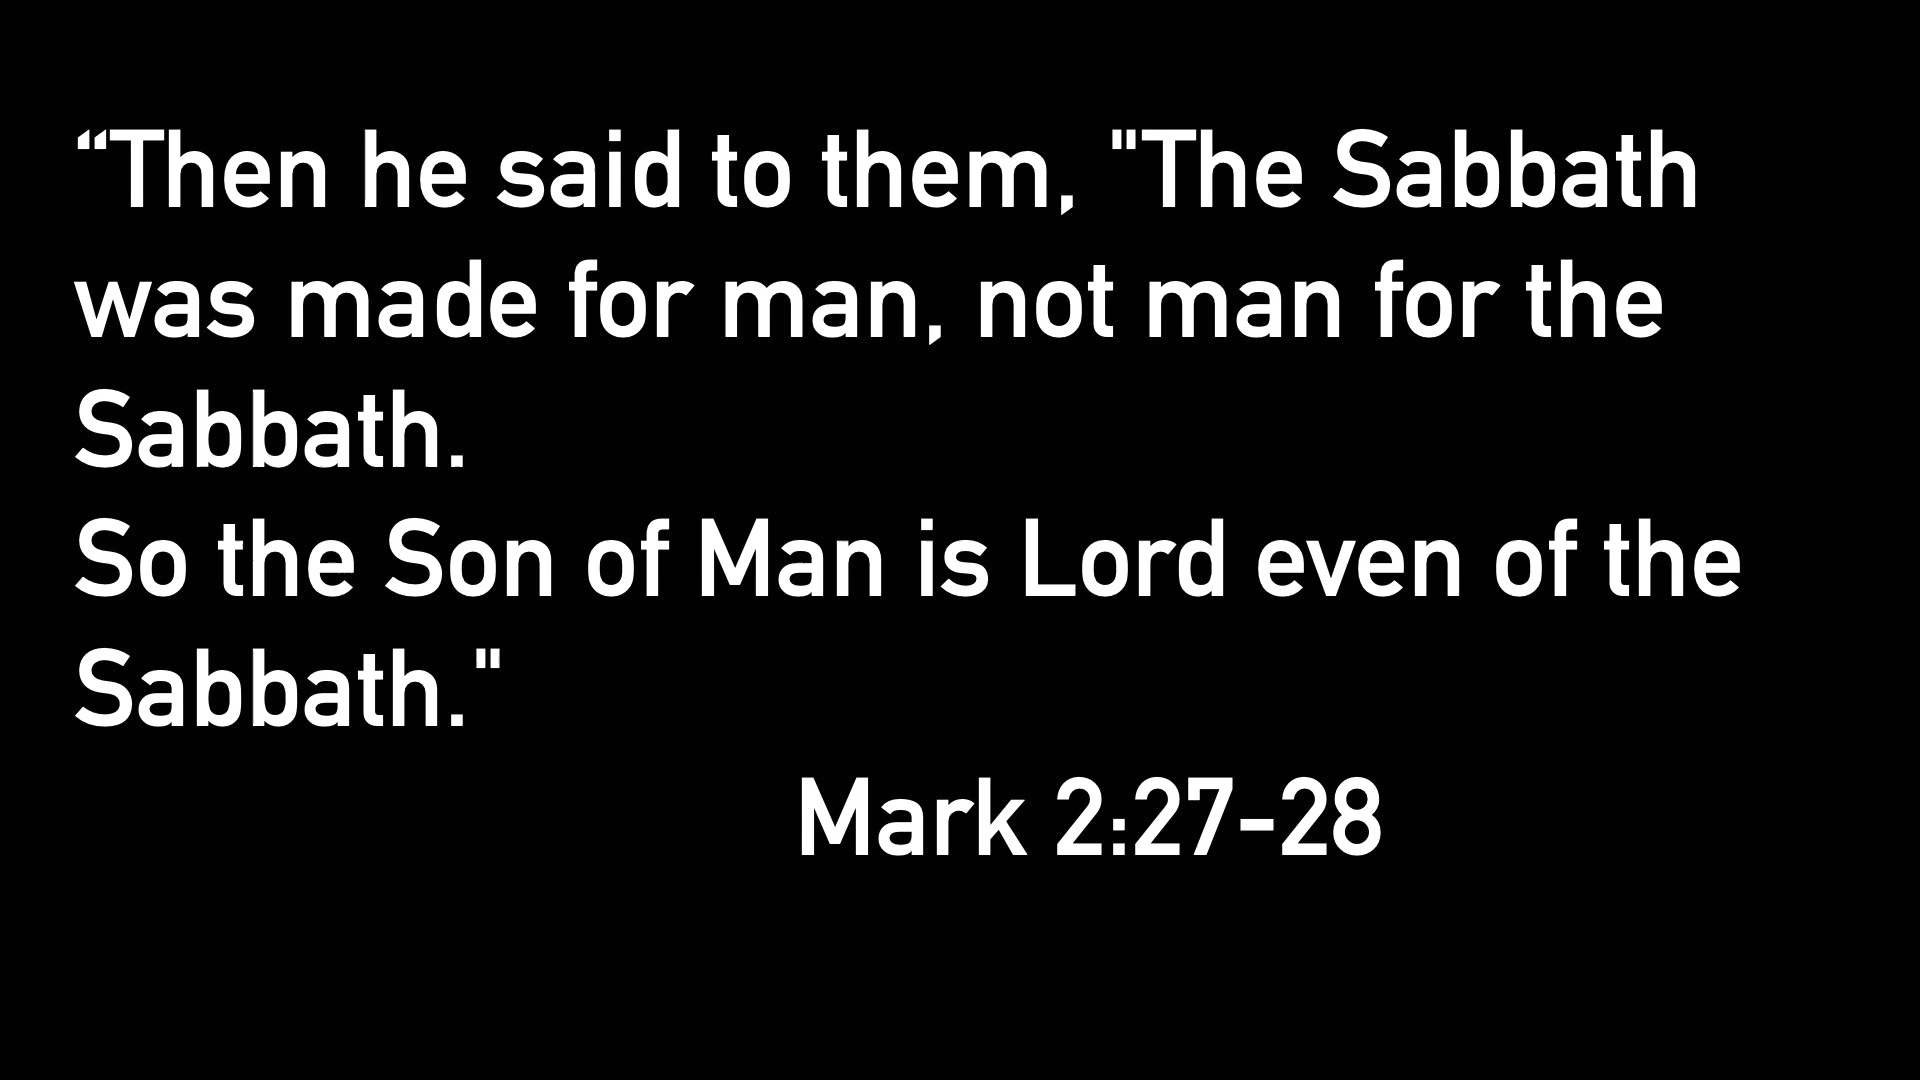 “Then he said to them, "The Sabbath
was made for man, not man for the
Sabbath.
So the Son of Man is Lord even of the
Sabbath."
Mark 2:27-28